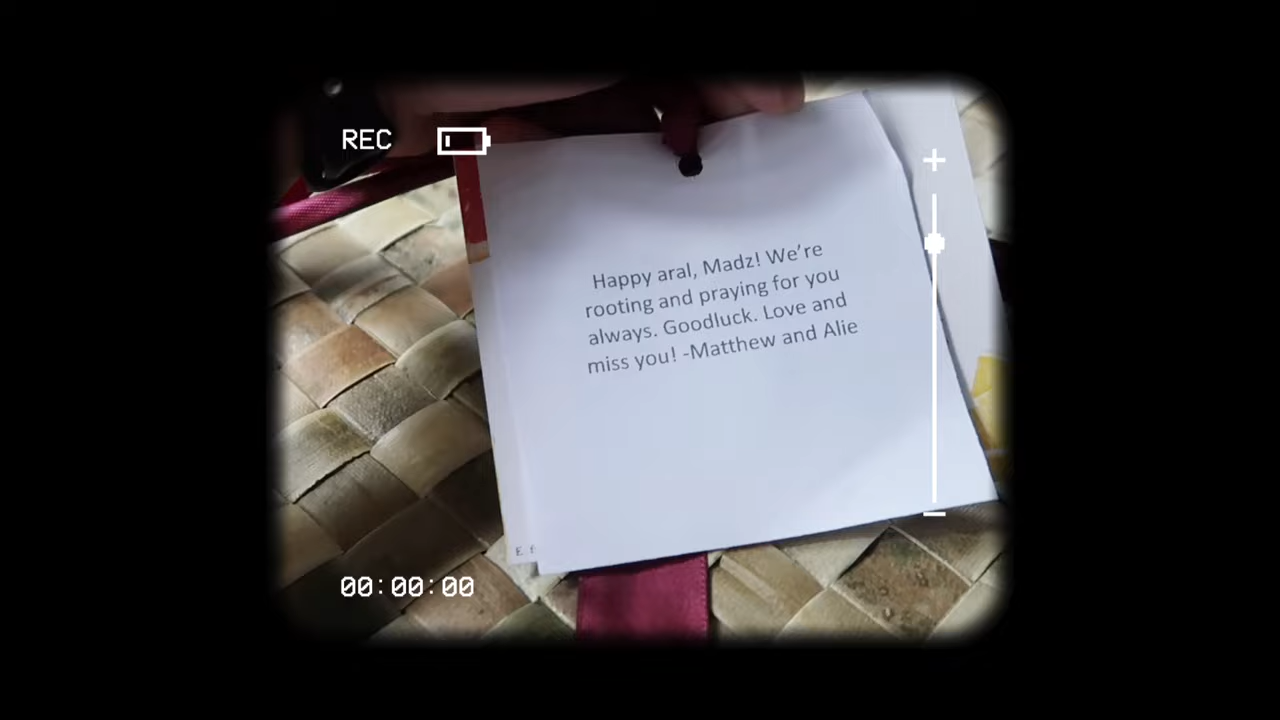 REC
Happy aral, Madz! We're
rooting and praying for you
always. Goodluck. Love and
miss you! -Matthew and Alie
00:00:00